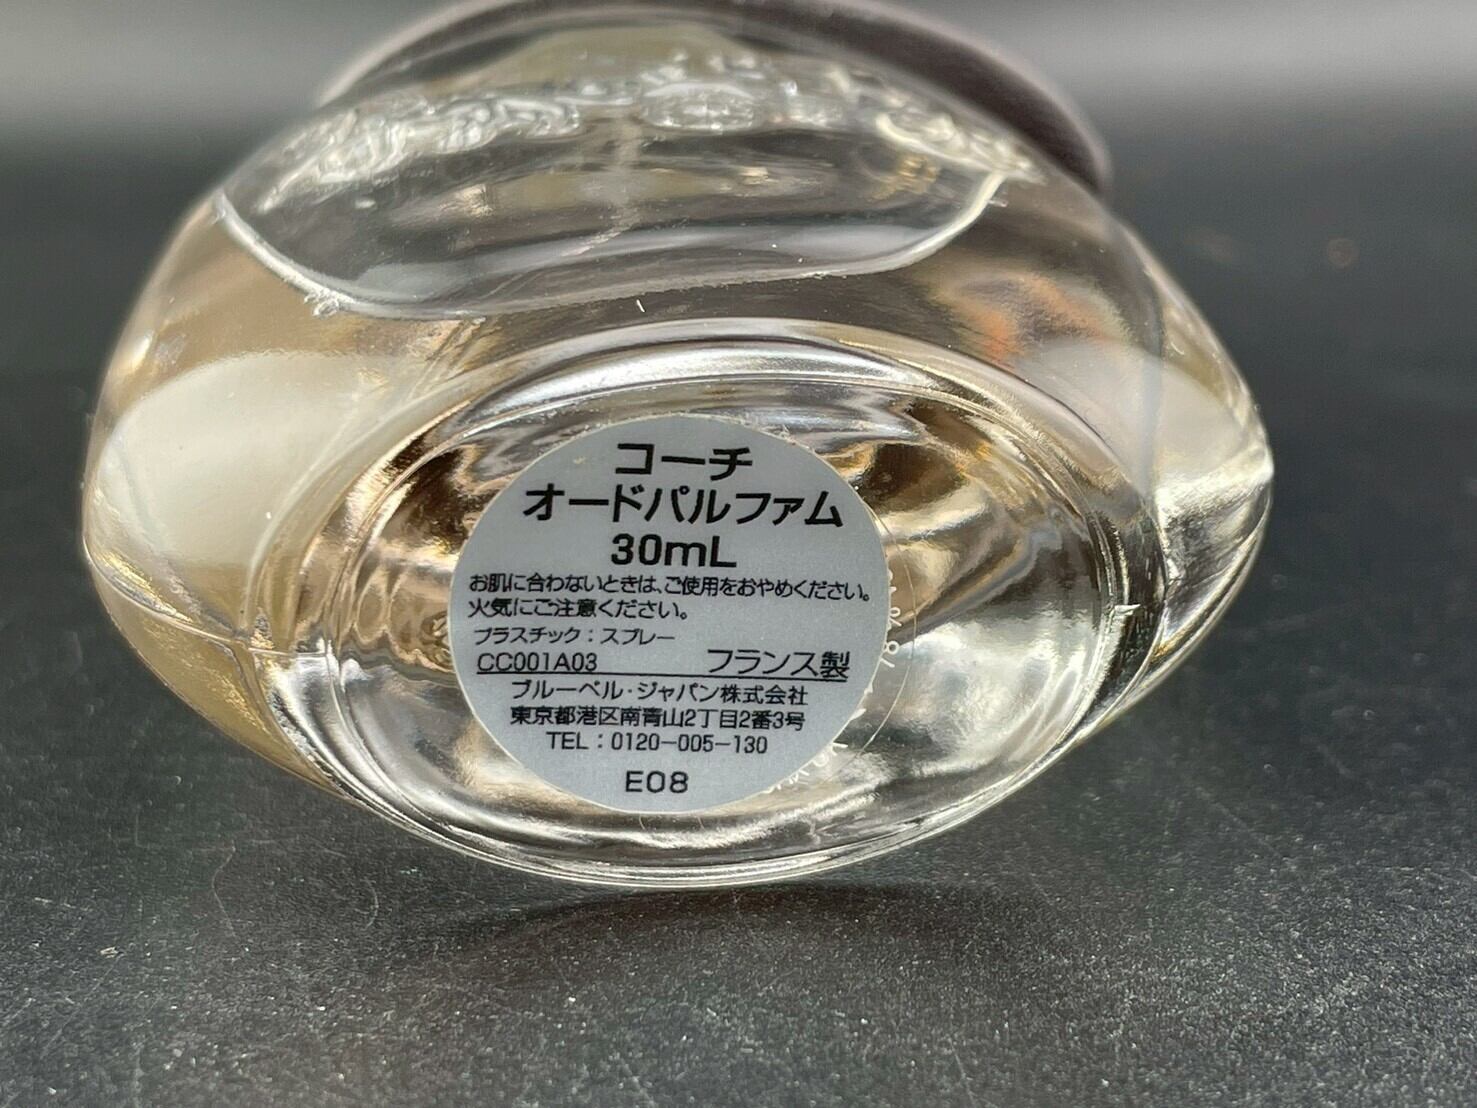 コーチ
オードパルファム
30mL
お肌に合わないときは、ご使用をおやめください。
火気にご注意ください。
プラスチック:スプレー
CC001A03 フランス製
ブルーベル・ジャパン株式会社
東京都港区南青山2丁目2番3号
TEL:0120-005-130
E08